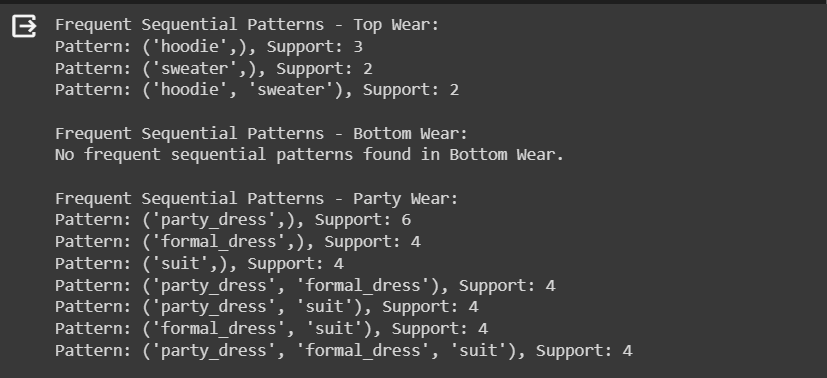 Frequent Sequential Patterns - Top Wear:
Pattern: ('hoodie',), Support: 3
Pattern: ('sweater',), Support: 2
Pattern: ('hoodie', 'sweater'), Support: 2
Frequent Sequential Patterns - Bottom Wear:
No frequent sequential patterns found in Bottom Wear.
Frequent Sequential Patterns - Party Wear:
Pattern: ('party_dress',), Support: 6
Pattern: ('formal_dress',), Support: 4
Pattern: ('suit',), Support: 4
Pattern: ('party_dress', 'formal_dress'), Support: 4
Pattern: ('party_dress', 'suit'), Support: 4
Pattern: ('formal_dress', 'suit'), Support: 4
Pattern: ('party_dress', 'formal_dress', 'suit'), Support: 4